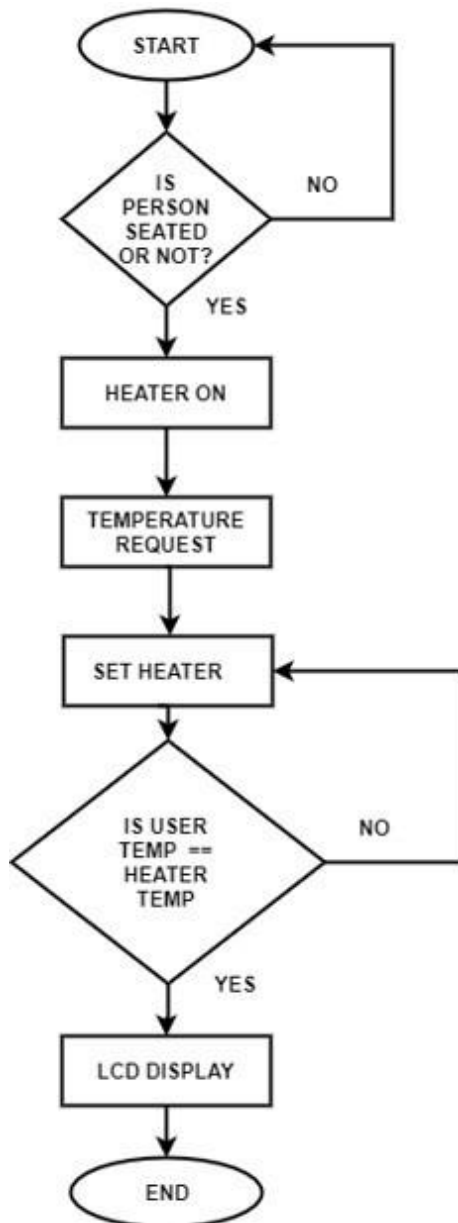 START
IS
PERSON
SEATED
OR NOT?
NO
YES
HEATER ON
TEMPERATURE
REQUEST
SET HEATER
IS USER
TEMP ==
HEATER
TEMP
NO
YES
LCD DISPLAY
END